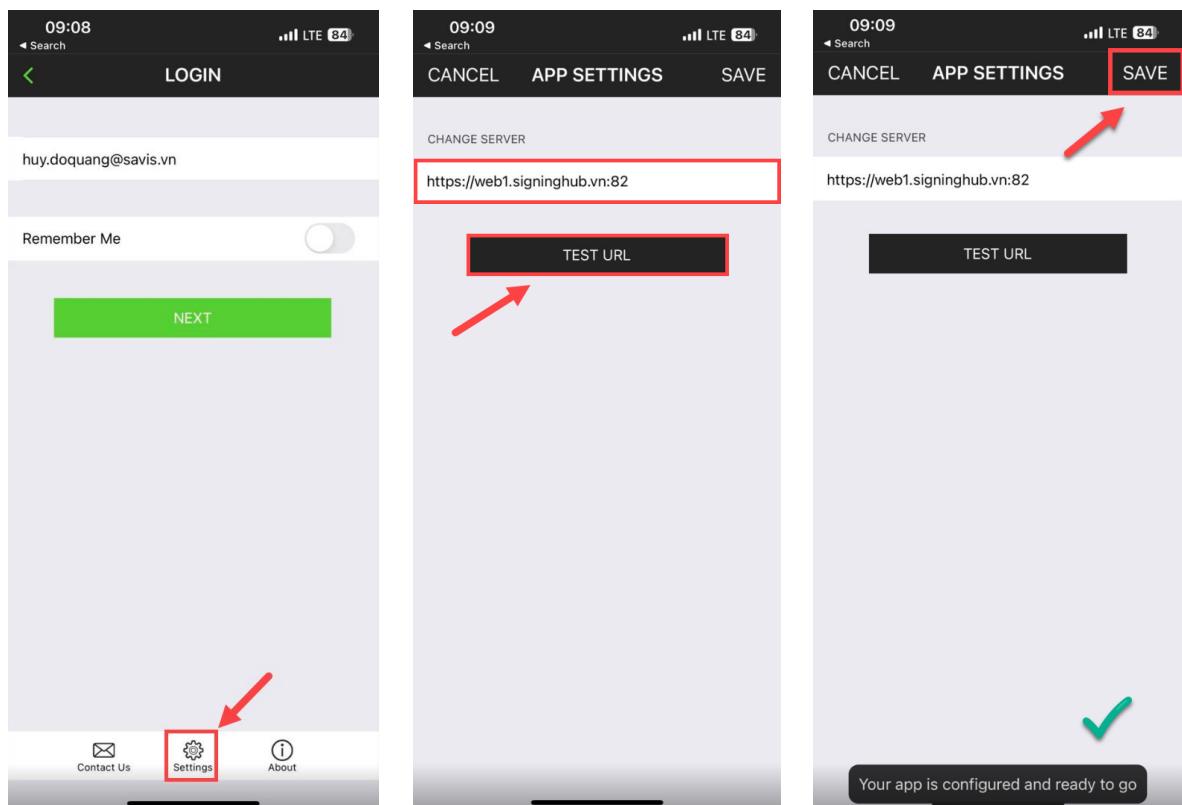 09:08
LTE 84
◀ Search
LOGIN
huy.doquang@savis.vn
Remember Me
NEXT
Contact Us
Settings
About
09:09
LTE 84
◀ Search
CANCEL
APP SETTINGS
SAVE
CHANGE SERVER
https://web1.signinghub.vn:82
TEST URL
09:09
LTE 84
◀ Search
CANCEL
APP SETTINGS
SAVE
CHANGE SERVER
https://web1.signinghub.vn:82
TEST URL
Your app is configured and ready to go